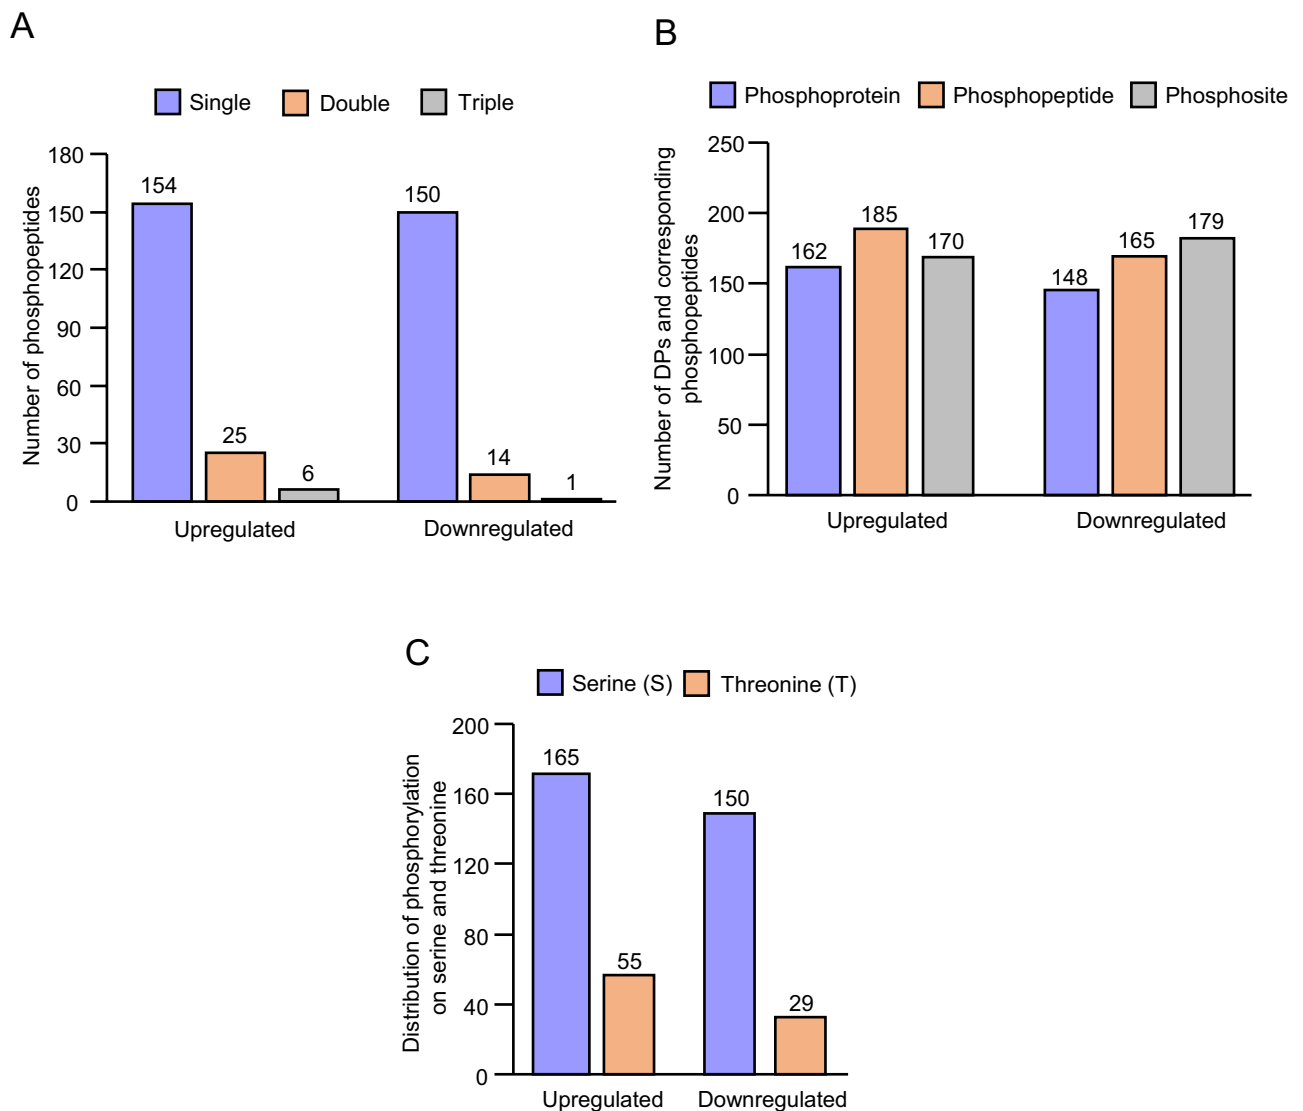 A
Single Double Triple
Number of phosphopeptides
180
150
120
90
60
30
0
154
25
6
150
14
1
Upregulated Downregulated
B
Phosphoprotein Phosphopeptide Phosphosite
Number of DPs and corresponding
phosphopeptides
250
200
150
100
50
0
162
185
170
148
165
179
Upregulated Downregulated
C
Serine (S) Threonine (T)
Distribution of phosphorylation
on serine and threonine
200
160
120
80
40
0
165
55
150
29
Upregulated Downregulated